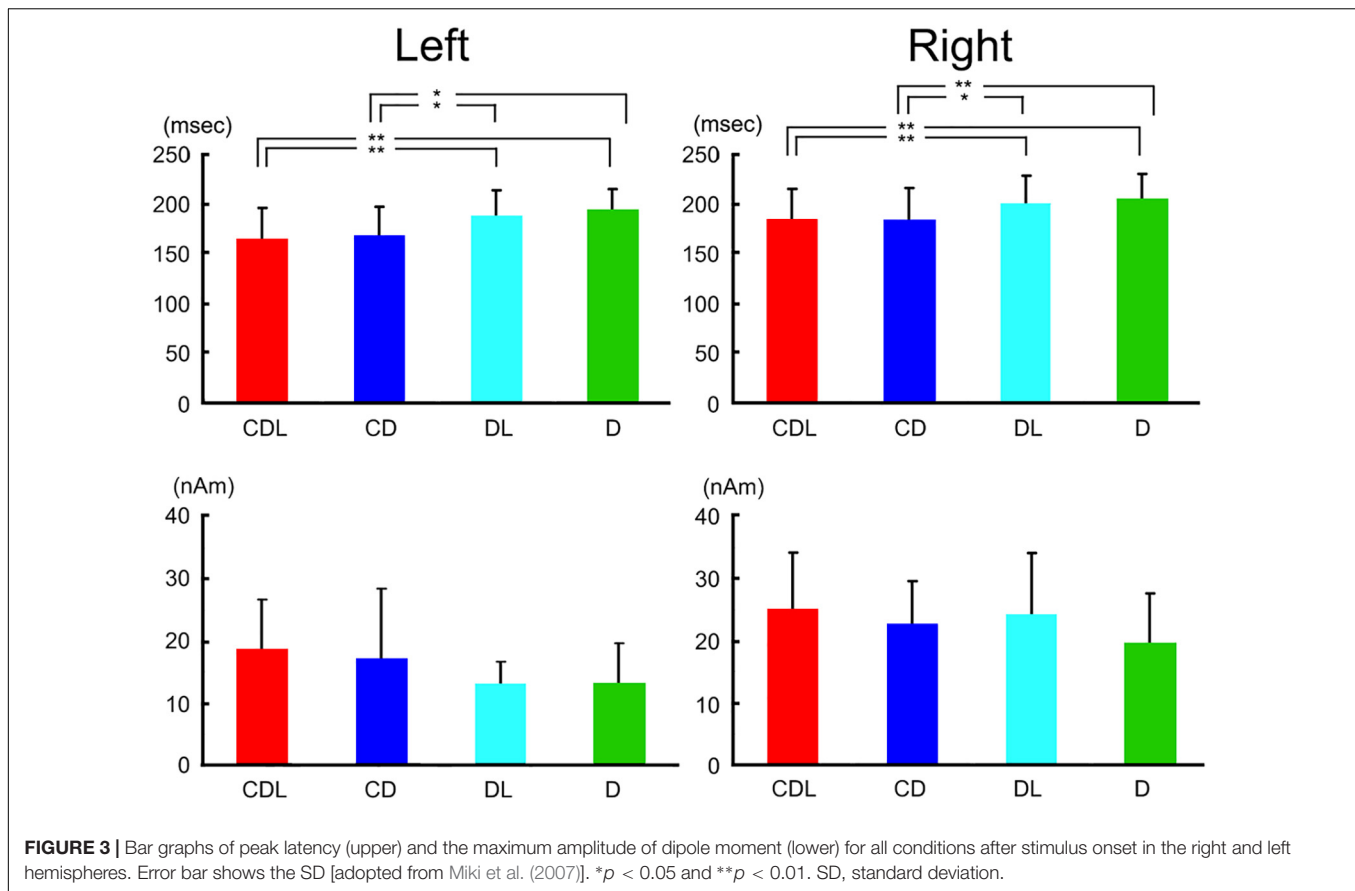 Left
Right
*
*
**
**
**
*
**
**
(msec)
250
200
150
100
50
0
CDL
CD
DL
D
(msec)
250
200
150
100
50
0
CDL
CD
DL
D
(nAm)
40
30
20
10
0
CDL
CD
DL
D
(nAm)
40
30
20
10
0
CDL
CD
DL
D
FIGURE 3 | Bar graphs of peak latency (upper) and the maximum amplitude of dipole moment (lower) for all conditions after stimulus onset in the right and left
hemispheres. Error bar shows the SD [adopted from Miki et al. (2007)]. *p < 0.05 and **p < 0.01. SD, standard deviation.